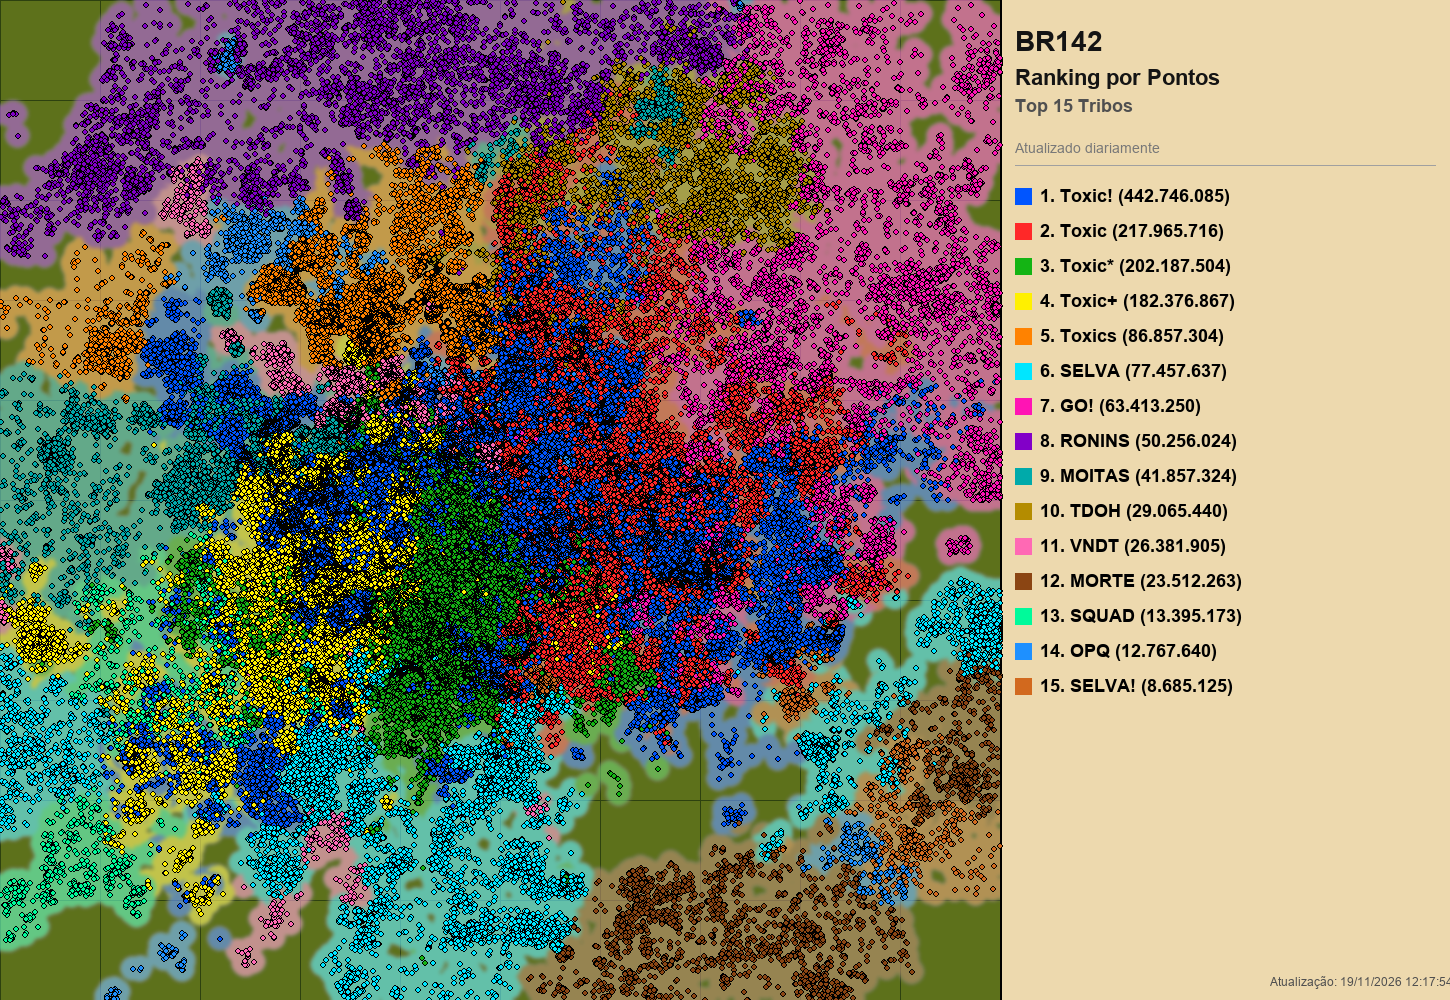 BR142
Ranking por Pontos
Top 15 Tribos
Atualizado diariamente
1. Toxic! (442.746.085)
2. Toxic (217.965.716)
3. Toxic* (202.187.504)
4. Toxic+ (182.376.867)
5. Toxics (86.857.304)
6. SELVA (77.457.637)
7. GO! (63.413.250)
8. RONINS (50.256.024)
9. MOITAS (41.857.324)
10. TDOH (29.065.440)
11. VNDT (26.381.905)
12. MORTE (23.512.263)
13. SQUAD (13.395.173)
14. OPQ (12.767.640)
15. SELVA! (8.685.125)
Atualização: 19/11/2026 12:17:54